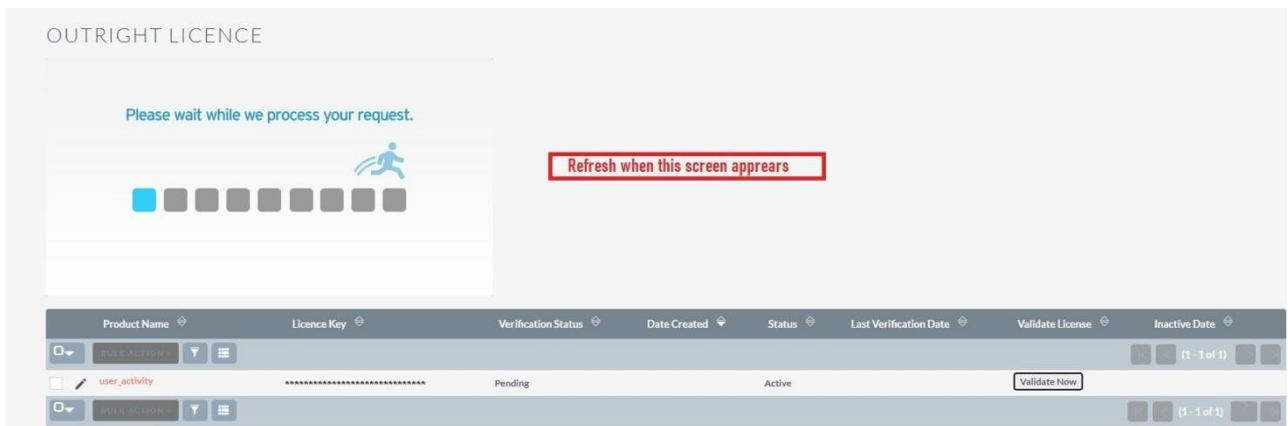 OUTRIGHT LICENCE
Please wait while we process your request.
Refresh when this screen apprears
Product Name Licence Key Verification Status Date Created Status Last Verification Date Validate License Inactive Date
BULK ACTION (1 - 1 of 1)
user_activity ****************************** Pending Active Validate Now
BULK ACTION (1 - 1 of 1)